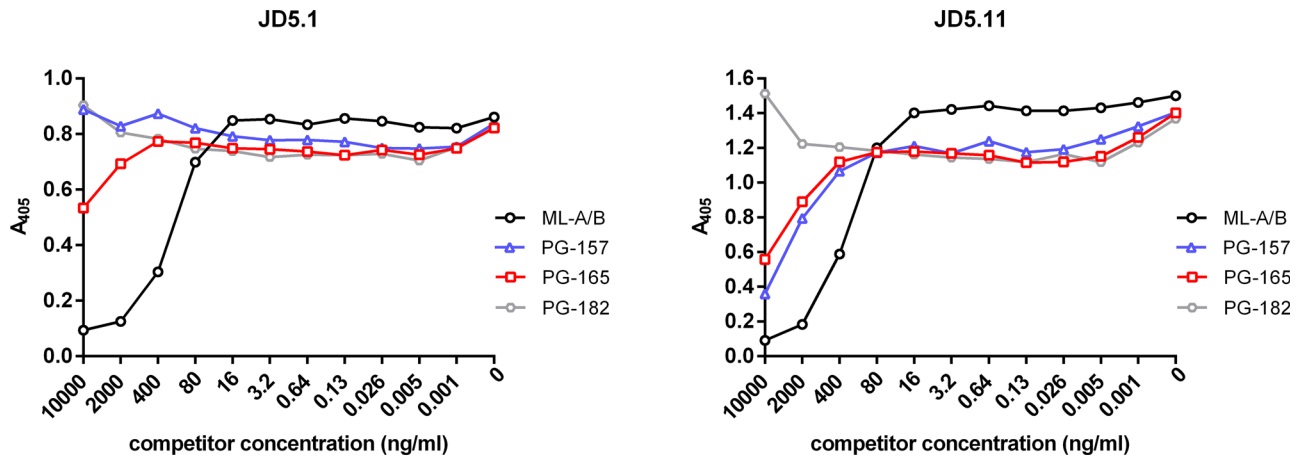 JD5.1
1.0
0.8
0.6
0.4
0.2
0.0
A405
10000
2000
400
80
16
3.2
0.64
0.13
0.026
0.005
0.001
0
competitor concentration (ng/ml)
ML-A/B
PG-157
PG-165
PG-182
JD5.11
1.6
1.4
1.2
1.0
0.8
0.6
0.4
0.2
0.0
A405
10000
2000
400
80
16
3.2
0.64
0.13
0.026
0.005
0.001
0
competitor concentration (ng/ml)
ML-A/B
PG-157
PG-165
PG-182